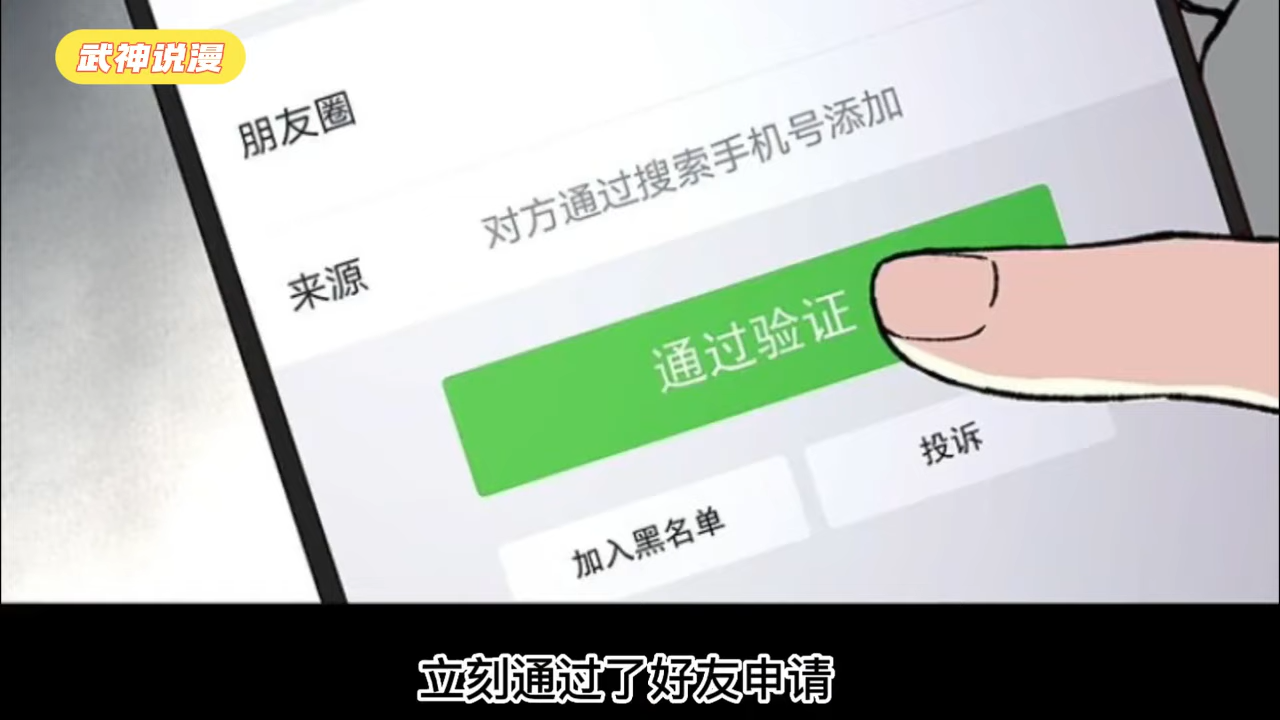 武神说漫
朋友圈
来源
对方通过搜索手机号添加
通过验证
加入黑名单
投诉
立刻通过了好友申请